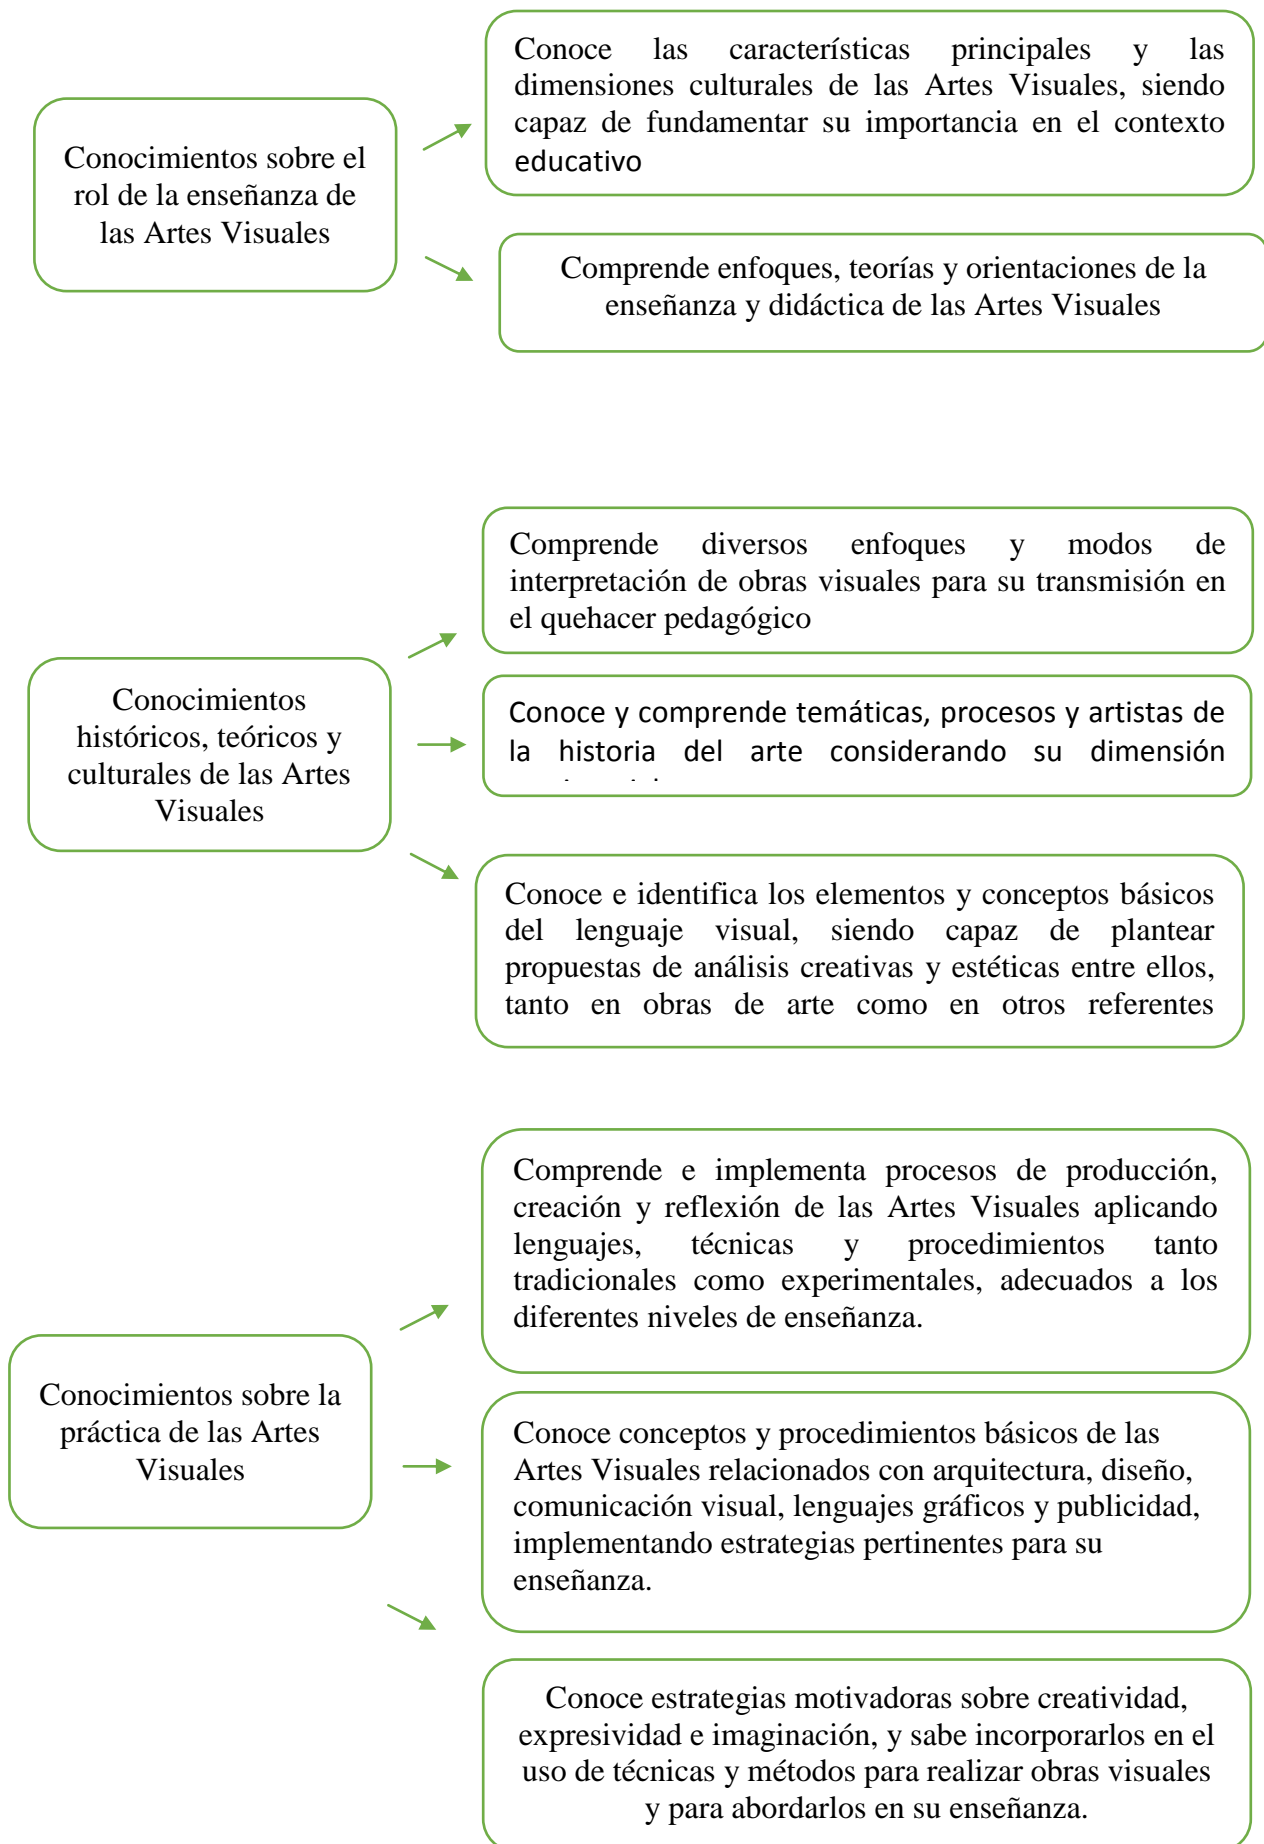 Conocimientos sobre el
rol de la enseñanza de
las Artes Visuales
Conoce las características principales y las
dimensiones culturales de las Artes Visuales, siendo
capaz de fundamentar su importancia en el contexto
educativo
Comprende enfoques, teorías y orientaciones de la
enseñanza y didáctica de las Artes Visuales
Conocimientos
históricos, teóricos y
culturales de las Artes
Visuales
Comprende diversos enfoques y modos de
interpretación de obras visuales para su transmisión en
el quehacer pedagógico
Conoce y comprende temáticas, procesos y artistas de
la historia del arte considerando su dimensión
Conoce e identifica los elementos y conceptos básicos
del lenguaje visual, siendo capaz de plantear
propuestas de análisis creativas y estéticas entre ellos,
tanto en obras de arte como en otros referentes
Conocimientos sobre la
práctica de las Artes
Visuales
Comprende e implementa procesos de producción,
creación y reflexión de las Artes Visuales aplicando
lenguajes, técnicas y procedimientos tanto
tradicionales como experimentales, adecuados a los
diferentes niveles de enseñanza.
Conoce conceptos y procedimientos básicos de las
Artes Visuales relacionados con arquitectura, diseño,
comunicación visual, lenguajes gráficos y publicidad,
implementando estrategias pertinentes para su
enseñanza.
Conoce estrategias motivadoras sobre creatividad,
expresividad e imaginación, y sabe incorporarlos en el
uso de técnicas y métodos para realizar obras visuales
y para abordarlos en su enseñanza.